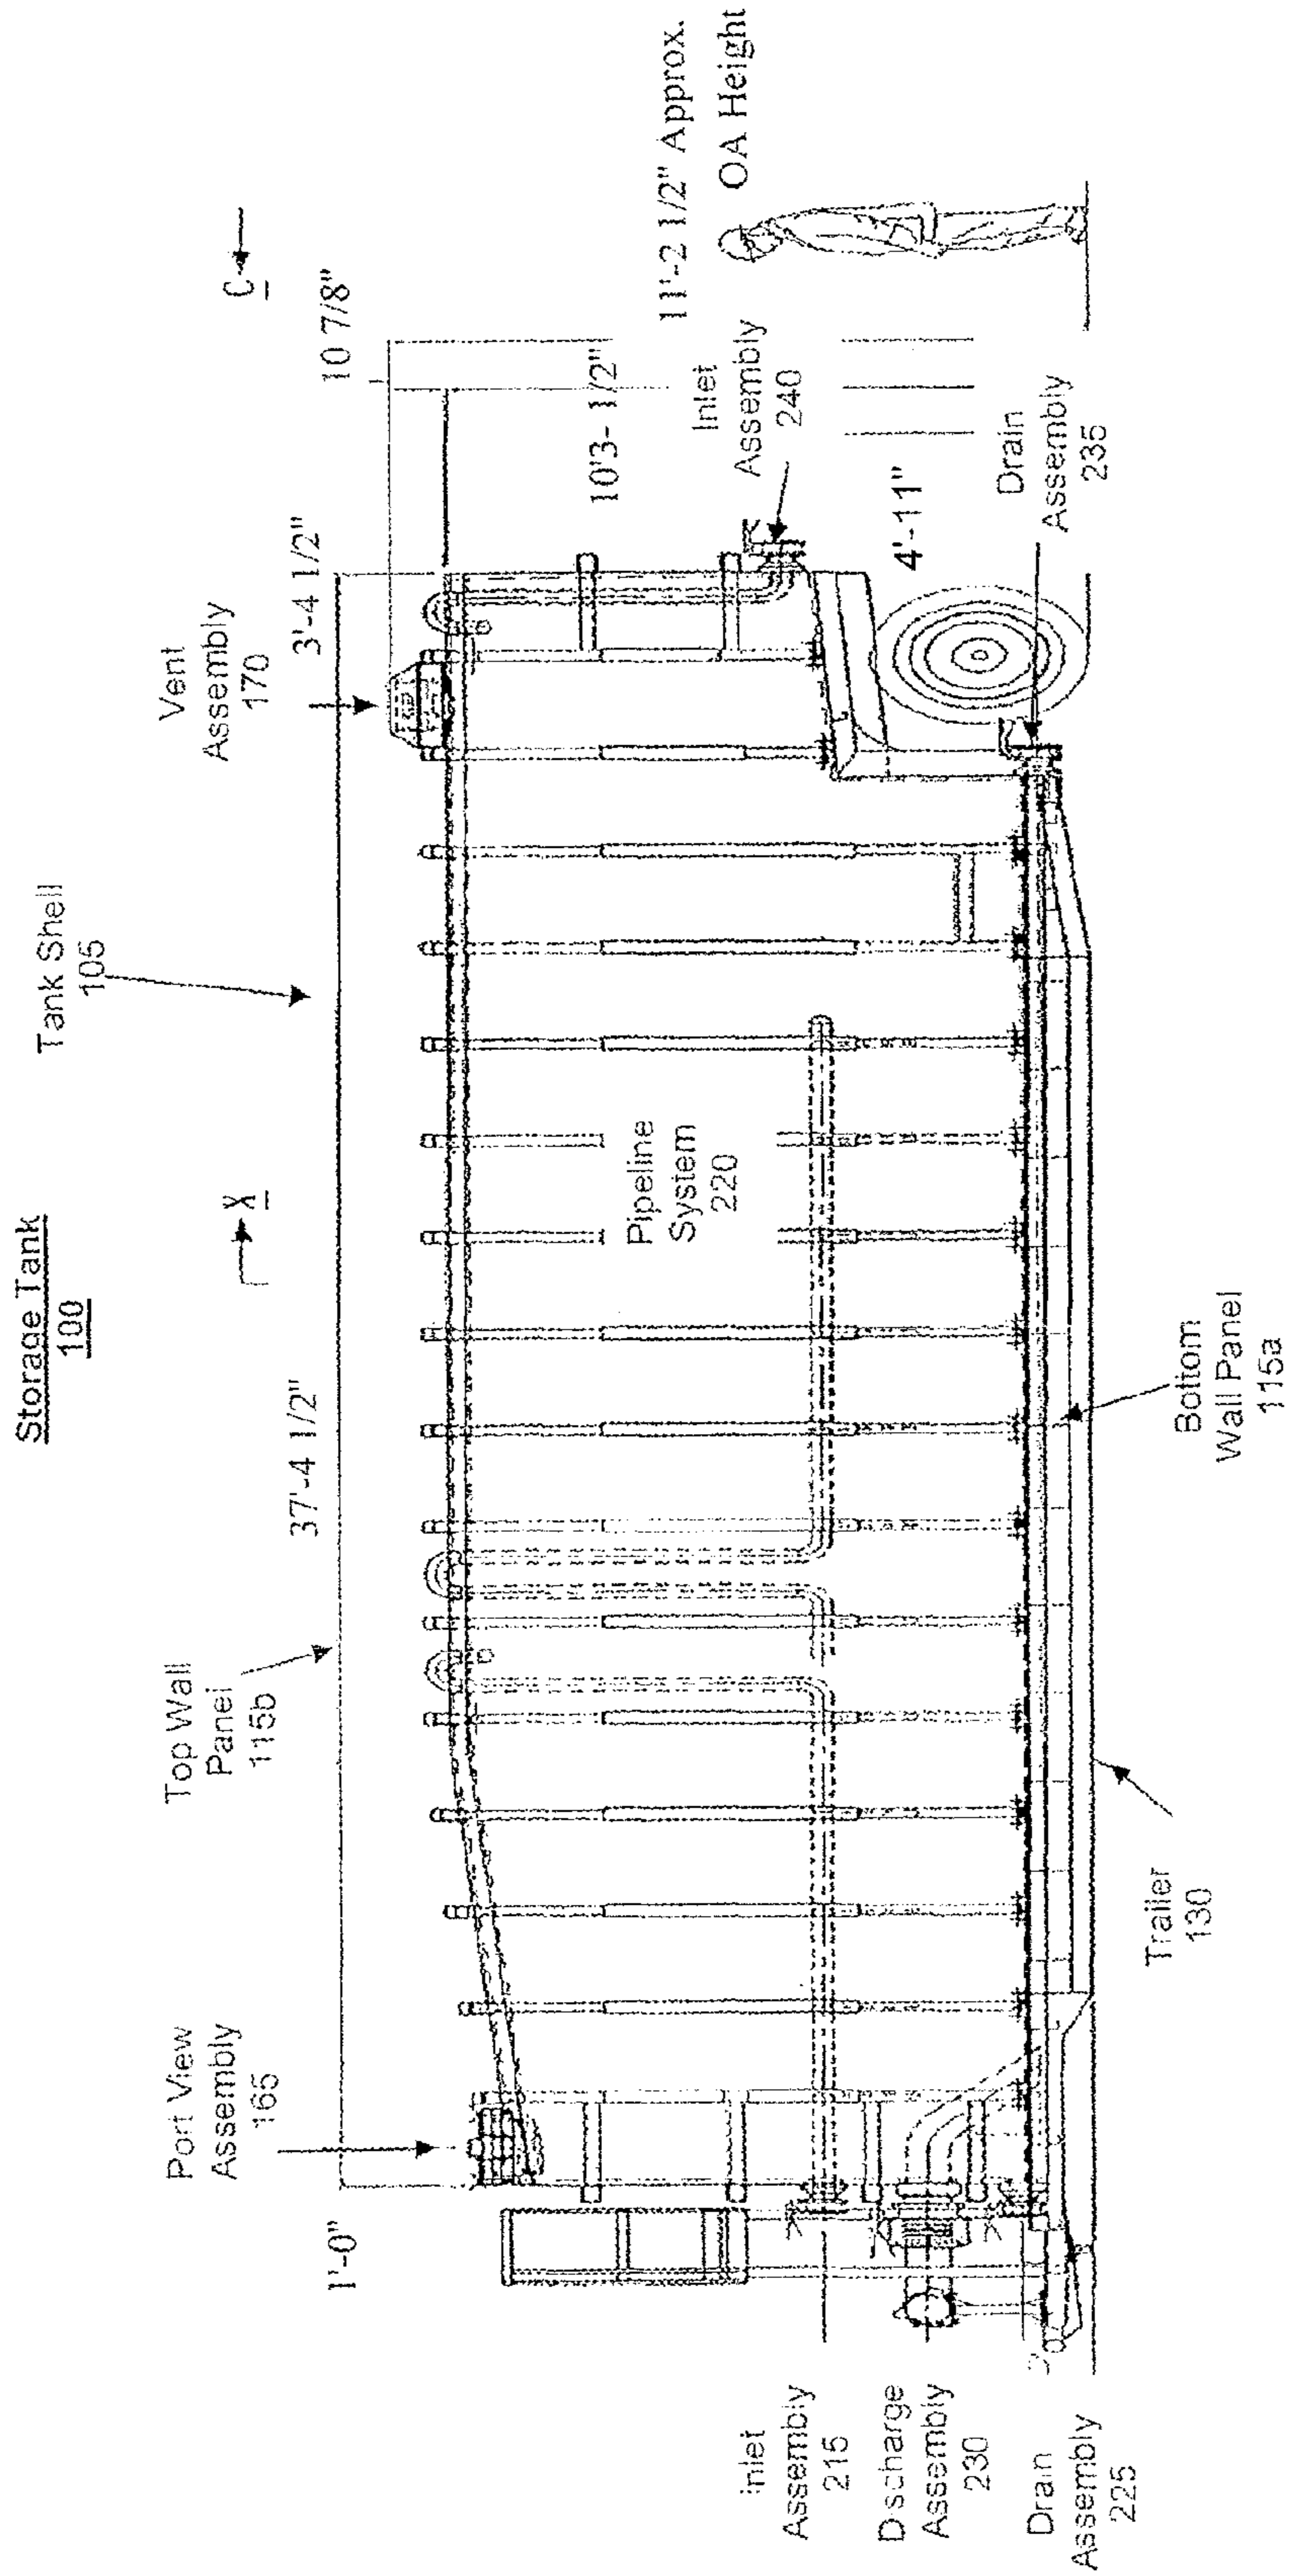 Storage Tank
100
Tank Shell
105
Port View
Assembly
165
Top Wall
Panel
115b
X
Vent
Assembly
170
C
1'-0"
37'-4 1/2"
3'-4 1/2"
10 7/8"
10'3- 1/2"
11'-2 1/2" Approx.
OA Height
Pipeline
System
220
Inlet
Assembly
240
4'-11"
Drain
Assembly
235
Inlet
Assembly
215
Discharge
Assembly
230
Drain
Assembly
225
Trailer
130
Bottom
Wall Panel
115a